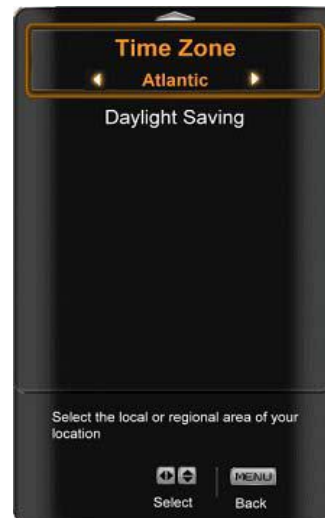 Time Zone
Atlantic
Daylight Saving
Select the local or regional area of your
location
MENU
Select
Back